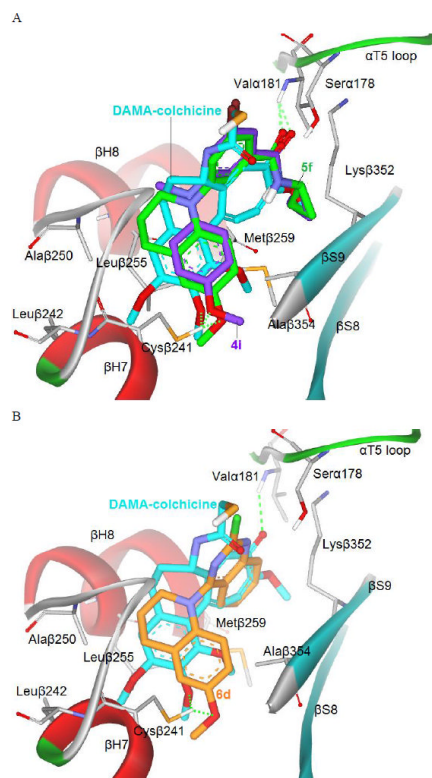 A
αT5 loop
Valα181
Serα178
DAMA-colchicine
5f
βH8
Lysβ352
Metβ259
βS9
Alaβ250
Leuβ255
Leuβ242
Alaβ354
βS8
Cysβ241
4i
βH7
B
αT5 loop
Valα181
Serα178
DAMA-colchicine
Lysβ352
βH8
βS9
Metβ259
Alaβ250
Alaβ354
Leuβ255
6d
Leuβ242
βS8
Cysβ241
βH7